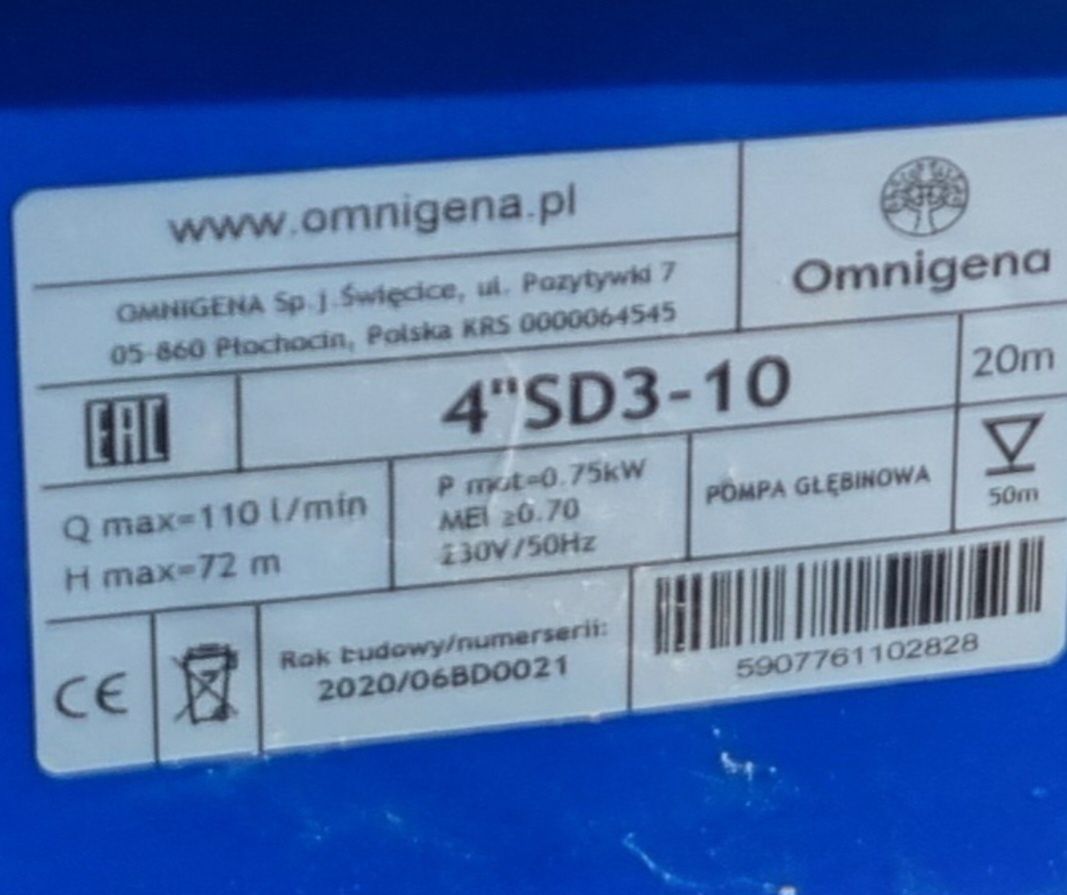 www.omnigena.pl
Omnigena
OMNIGENA Sp. j. Święcice, ul. Pozytywki 7
05-860 Płochocin, Polska KRS 0000064545
EAC
4"SD3-10
20m
Q max=110 l/min
H max=72 m
P mot=0.75kW
MEI ≥0.70
230V/50Hz
POMPA GŁĘBINOWA
50m
CE
Rok budowy/numerserii:
2020/06BD0021
5907761102828